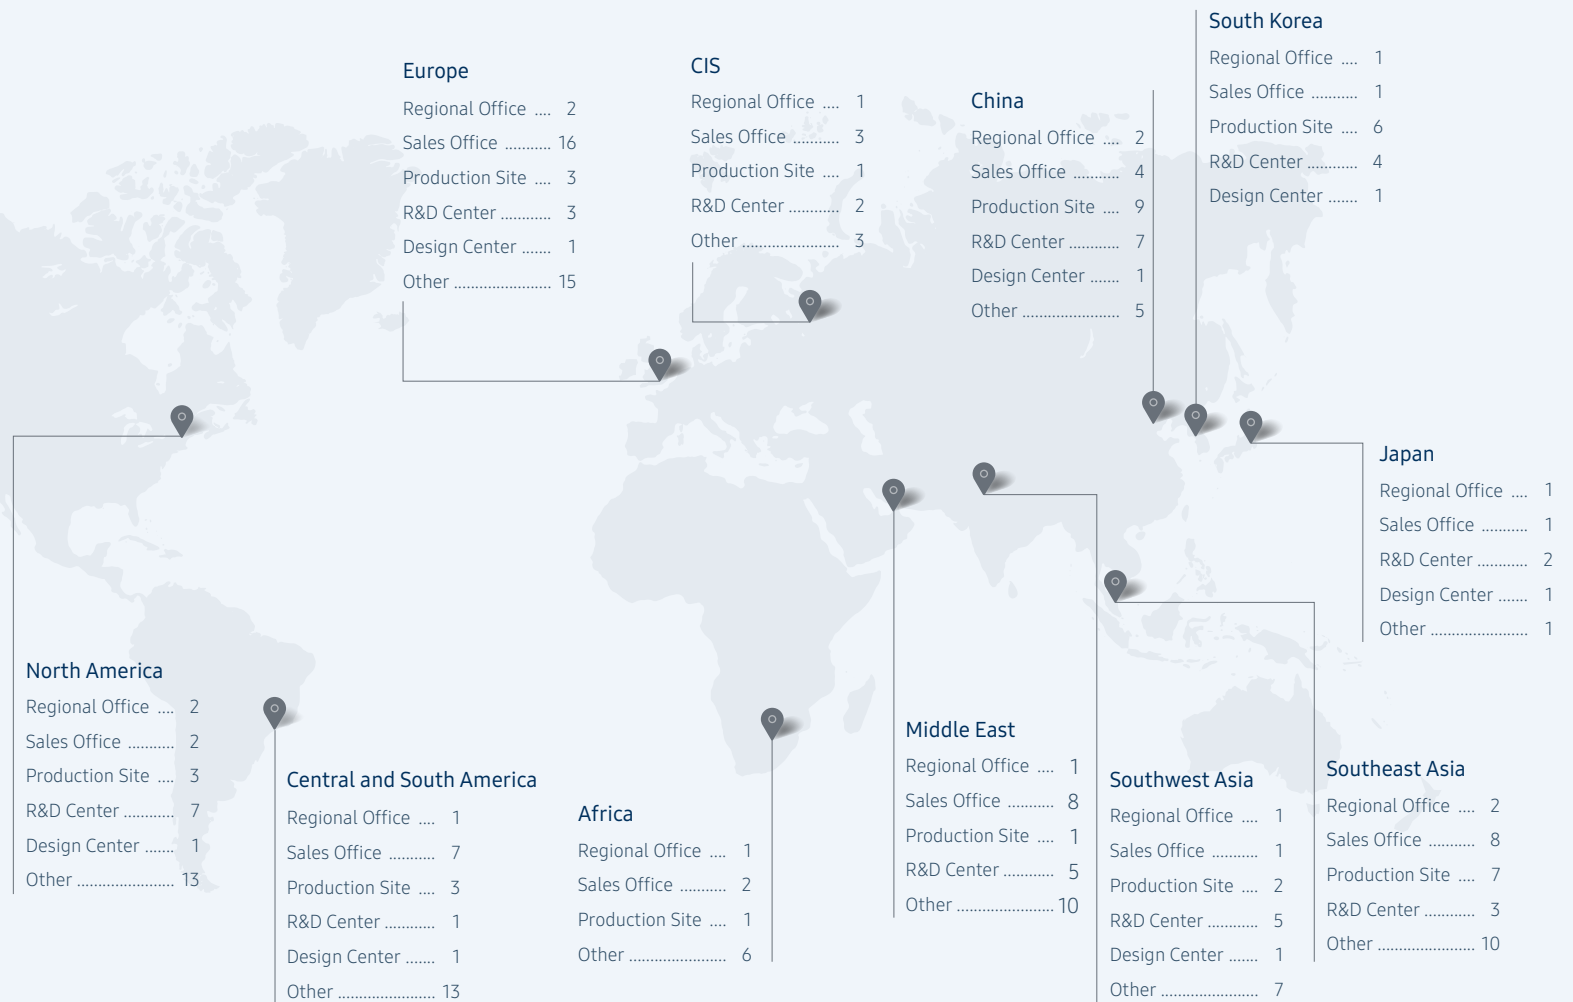 South Korea
Regional Office .... 1
Sales Office ........... 1
Production Site .... 6
R&D Center ............ 4
Design Center ....... 1
Europe
Regional Office .... 2
Sales Office ........... 16
Production Site .... 3
R&D Center ............ 3
Design Center ....... 1
Other ....................... 15
CIS
Regional Office .... 1
Sales Office ........... 3
Production Site .... 1
R&D Center ............ 2
Other ....................... 3
China
Regional Office .... 2
Sales Office ........... 4
Production Site .... 9
R&D Center ............ 7
Design Center ....... 1
Other ....................... 5
Japan
Regional Office .... 1
Sales Office ........... 1
R&D Center ............ 2
Design Center ....... 1
Other ....................... 1
North America
Regional Office .... 2
Sales Office ........... 2
Production Site .... 3
R&D Center ............ 7
Design Center ....... 1
Other ....................... 13
Central and South America
Regional Office .... 1
Sales Office ........... 7
Production Site .... 3
R&D Center ............ 1
Design Center ....... 1
Other ....................... 13
Africa
Regional Office .... 1
Sales Office ........... 2
Production Site .... 1
Other ....................... 6
Middle East
Regional Office .... 1
Sales Office ........... 8
Production Site .... 1
R&D Center ............ 5
Other ....................... 10
Southwest Asia
Regional Office .... 1
Sales Office ........... 1
Production Site .... 2
R&D Center ............ 5
Design Center ....... 1
Other ....................... 7
Southeast Asia
Regional Office .... 2
Sales Office ........... 8
Production Site .... 7
R&D Center ............ 3
Other ....................... 10